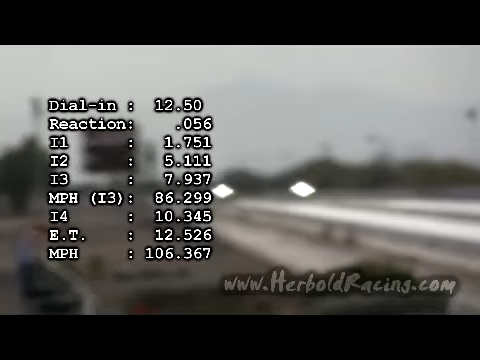 Dial-in : 12.50
Reaction: .056
I1 : 1.751
I2 : 5.111
I3 : 7.937
MPH (I3): 86.299
I4 : 10.345
E.T. : 12.526
MPH : 106.367
www.HerboldRacing.com